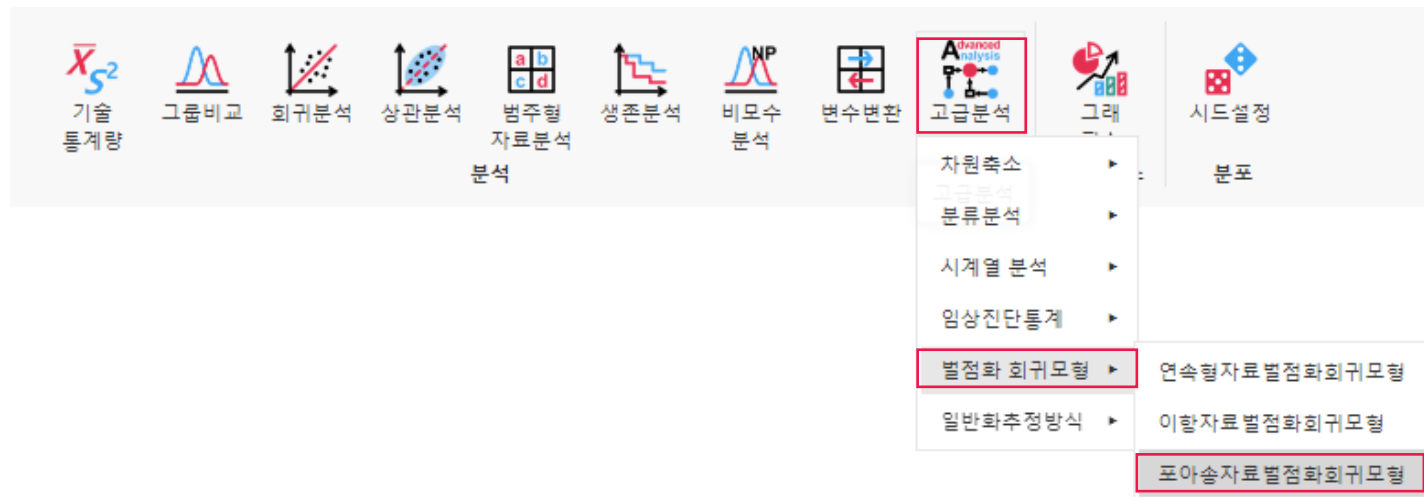 X̅ S²
NP
a b
c d
Advanced
Analysis
기술
통계량
그룹비교
회귀분석
상관분석
범주형
자료분석
생존분석
비모수
분석
변수변환
고급분석
그래
시드설정
분석
분포
차원축소
고급분석
분류분석
시계열 분석
임상진단통계
벌점화 회귀모형
일반화추정방식
연속형자료벌점화회귀모형
이항자료벌점화회귀모형
포아송자료벌점화회귀모형